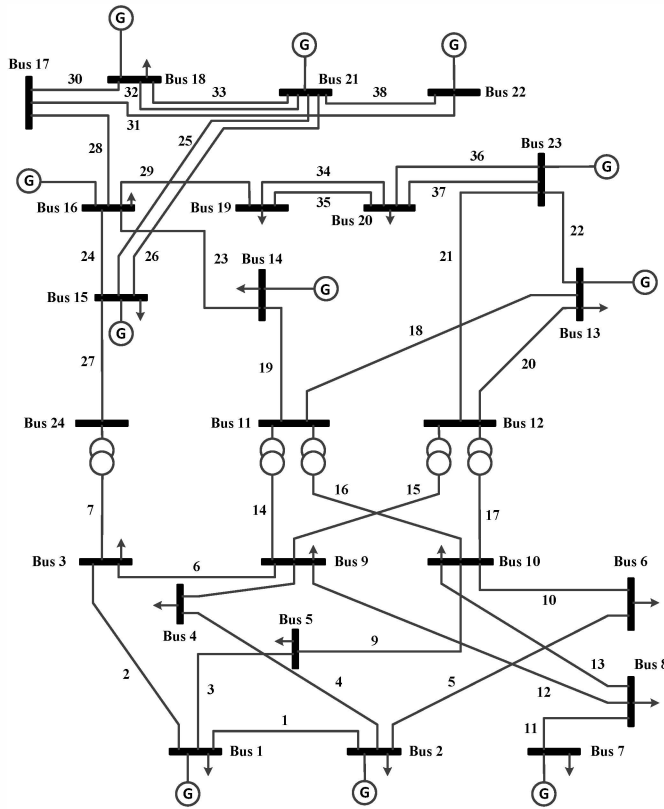 G
G
G
Bus 17
30
Bus 18
Bus 21
32
33
38
Bus 22
31
25
28
Bus 23
36
29
34
G
G
37
Bus 16
Bus 19
35
Bus 20
24
26
23
Bus 14
21
22
G
G
Bus 15
G
18
Bus 13
27
19
20
Bus 24
Bus 11
Bus 12
7
14
16
15
17
Bus 3
6
Bus 9
Bus 10
Bus 6
10
Bus 4
Bus 5
9
2
3
4
5
12
13
Bus 8
1
11
Bus 1
Bus 2
Bus 7
G
G
G